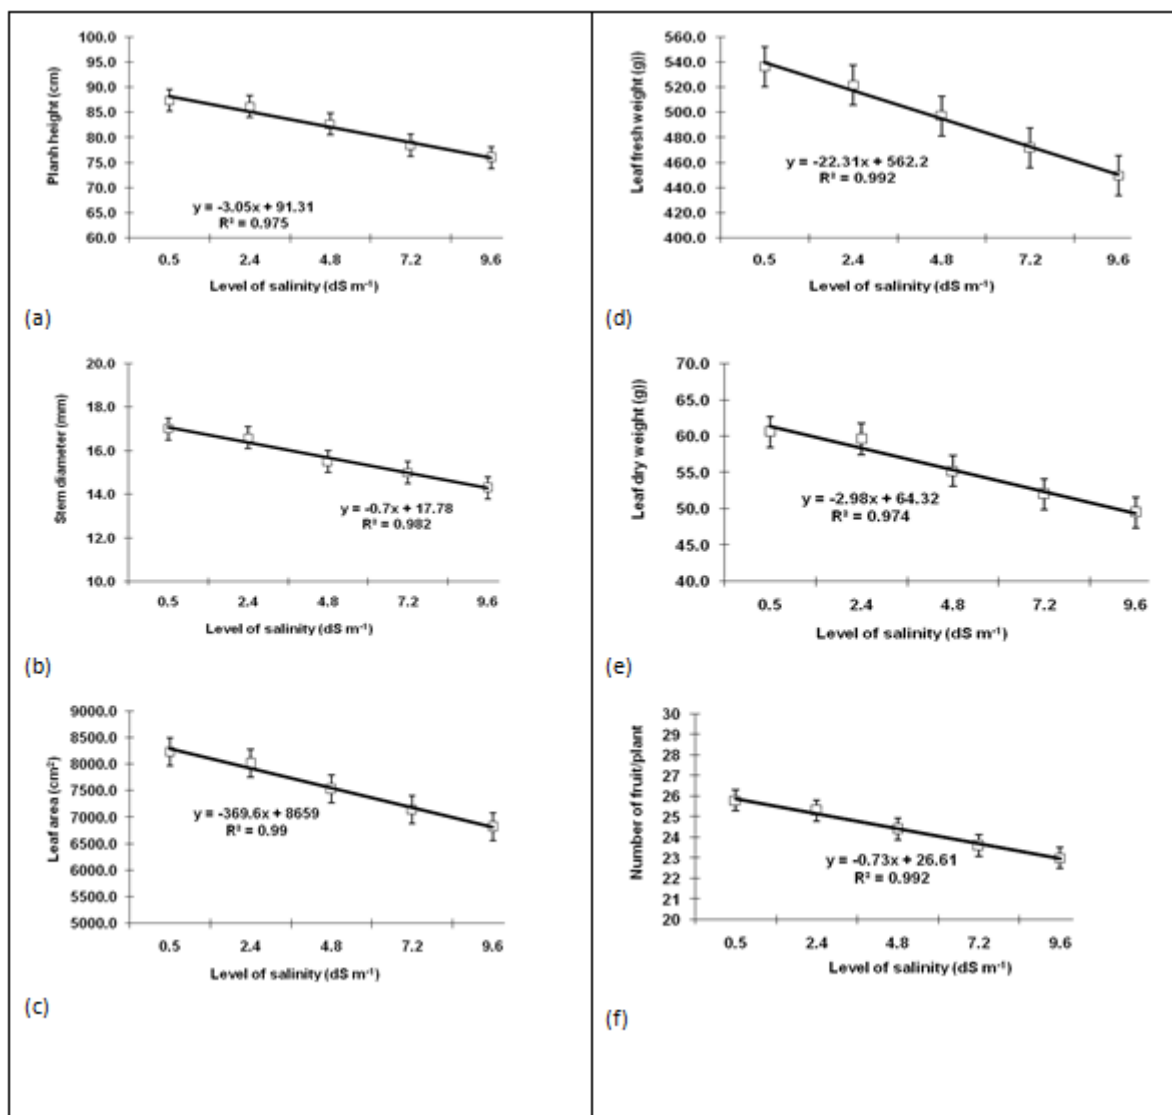 100.0
95.0
90.0
85.0
80.0
75.0
70.0
65.0
60.0
Planh height (cm)
y = -3.05x + 91.31
R² = 0.975
0.5 2.4 4.8 7.2 9.6
Level of salinity (dS m⁻¹)
(a)
20.0
18.0
16.0
14.0
12.0
10.0
Stem diameter (mm)
y = -0.7x + 17.78
R² = 0.982
0.5 2.4 4.8 7.2 9.6
Level of salinity (dS m⁻¹)
(b)
9000.0
8500.0
8000.0
7500.0
7000.0
6500.0
6000.0
5500.0
5000.0
Leaf area (cm²)
y = -369.6x + 8659
R² = 0.99
0.5 2.4 4.8 7.2 9.6
Level of salinity (dS m⁻¹)
(c)
560.0
540.0
520.0
500.0
480.0
460.0
440.0
420.0
400.0
Leaf fresh weight (g))
y = -22.31x + 562.2
R² = 0.992
0.5 2.4 4.8 7.2 9.6
Level of salinity (dS m⁻¹)
(d)
70.0
65.0
60.0
55.0
50.0
45.0
40.0
Leaf dry weight (g))
y = -2.98x + 64.32
R² = 0.974
0.5 2.4 4.8 7.2 9.6
Level of salinity (dS m⁻¹)
(e)
30
29
28
27
26
25
24
23
22
21
20
Number of fruit/plant
y = -0.73x + 26.61
R² = 0.992
0.5 2.4 4.8 7.2 9.6
Level of salinity (dS m⁻¹)
(f)